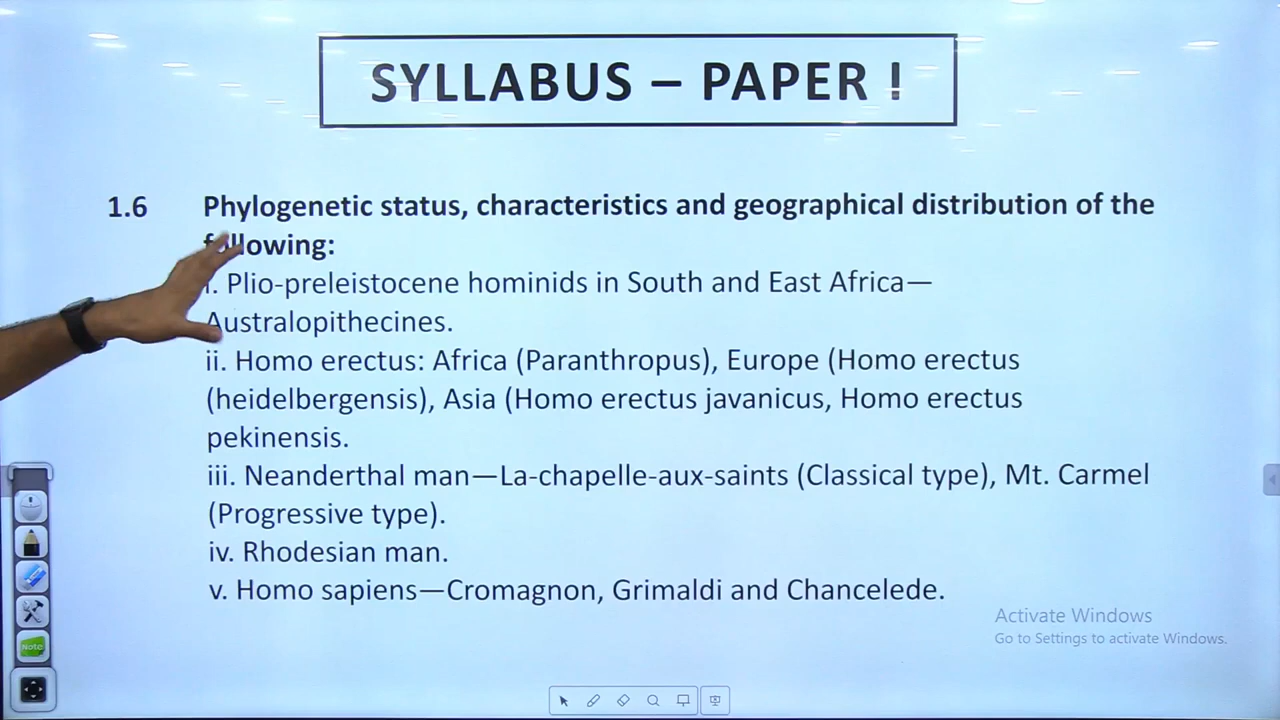 SYLLABUS – PAPER !
1.6 Phylogenetic status, characteristics and geographical distribution of the
following:
i. Plio-preleistocene hominids in South and East Africa—
Australopithecines.
ii. Homo erectus: Africa (Paranthropus), Europe (Homo erectus
(heidelbergensis), Asia (Homo erectus javanicus, Homo erectus
pekinensis.
iii. Neanderthal man—La-chapelle-aux-saints (Classical type), Mt. Carmel
(Progressive type).
iv. Rhodesian man.
v. Homo sapiens—Cromagnon, Grimaldi and Chancelede.
Activate Windows
Go to Settings to activate Windows.
Note